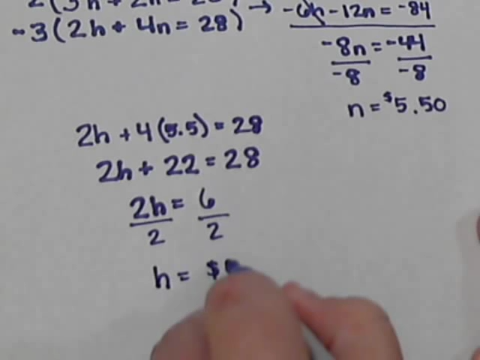 -3(2h + 4n = 28) → -6h - 12n = -84
-8n = -44
-8 -8
n = $5.50
2h + 4(5.5) = 28
2h + 22 = 28
2h = 6
2 2
h = $